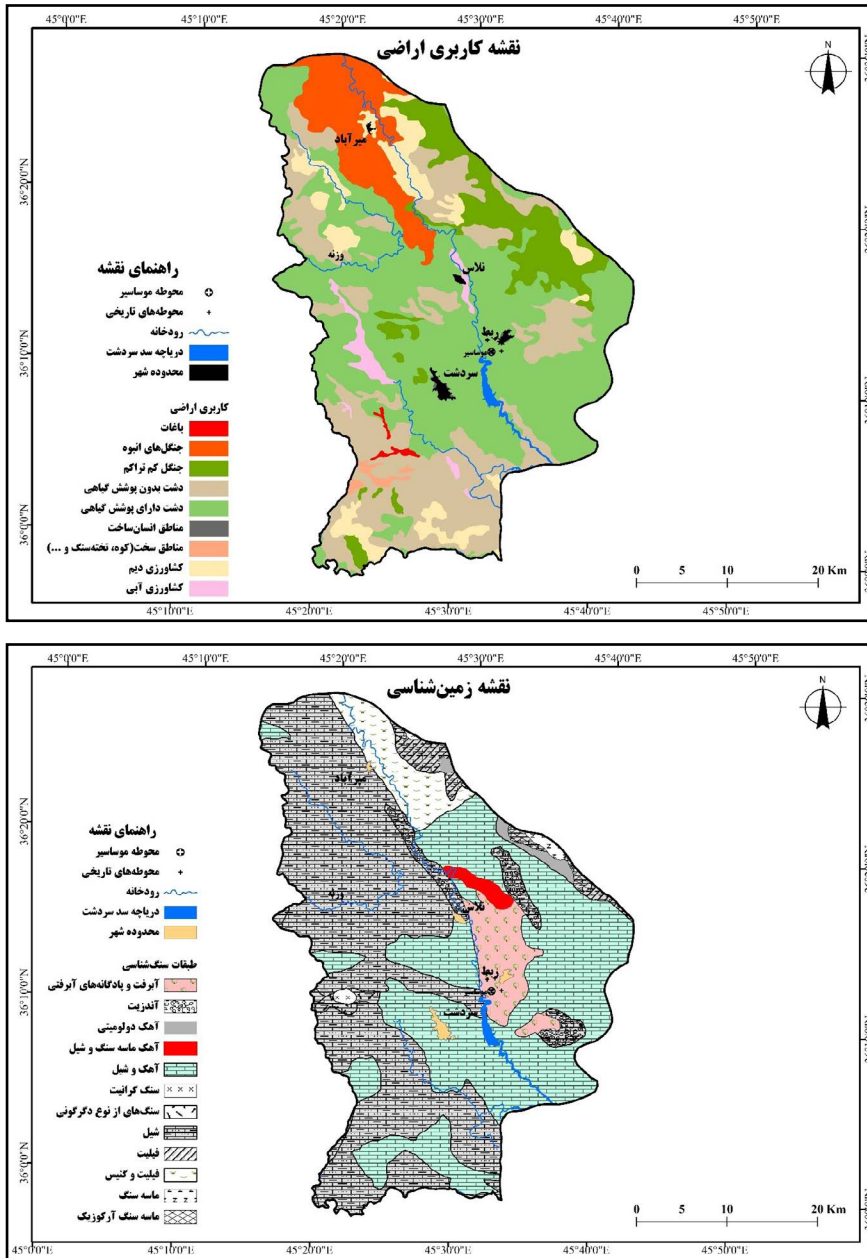 45°0'0"E 45°10'0"E 45°20'0"E 45°30'0"E 45°40'0"E 45°50'0"E
نقشه کاربری اراضی
N
36°20'0"N
36°10'0"N
36°0'0"N
میرآباد
وزنه
نلاس
ربط
موساسیر
سردشت
راهنمای نقشه
محوطه موساسیر
محوطه‌های تاریخی
رودخانه
دریاچه سد سردشت
محدوده شهر
کاربری اراضی
باغات
جنگل‌های انبوه
جنگل کم تراکم
دشت بدون پوشش گیاهی
دشت دارای پوشش گیاهی
مناطق انسان‌ساخت
مناطق سخت(کوه، تخته‌سنگ و ...)
کشاورزی دیم
کشاورزی آبی
0 5 10 20 Km
45°10'0"E 45°20'0"E 45°30'0"E 45°40'0"E 45°50'0"E
45°0'0"E 45°10'0"E 45°20'0"E 45°30'0"E 45°40'0"E 45°50'0"E
نقشه زمین‌شناسی
N
36°20'0"N
36°10'0"N
36°0'0"N
میرآباد
وزنه
نلاس
ربط
سردشت
راهنمای نقشه
محوطه موساسیر
محوطه‌های تاریخی
رودخانه
دریاچه سد سردشت
محدوده شهر
طبقات سنگ‌شناسی
آبرفت و پادگانه‌های آبرفتی
آندزیت
آهک دولومیتی
آهک ماسه سنگ و شیل
آهک و شیل
سنگ گرانیت
سنگ‌های از نوع دگرگونی
شیل
فیلیت
فیلیت و گنیس
ماسه سنگ
ماسه سنگ آرکوزیک
0 5 10 20 Km
45°0'0"E 45°10'0"E 45°20'0"E 45°30'0"E 45°40'0"E 45°50'0"E